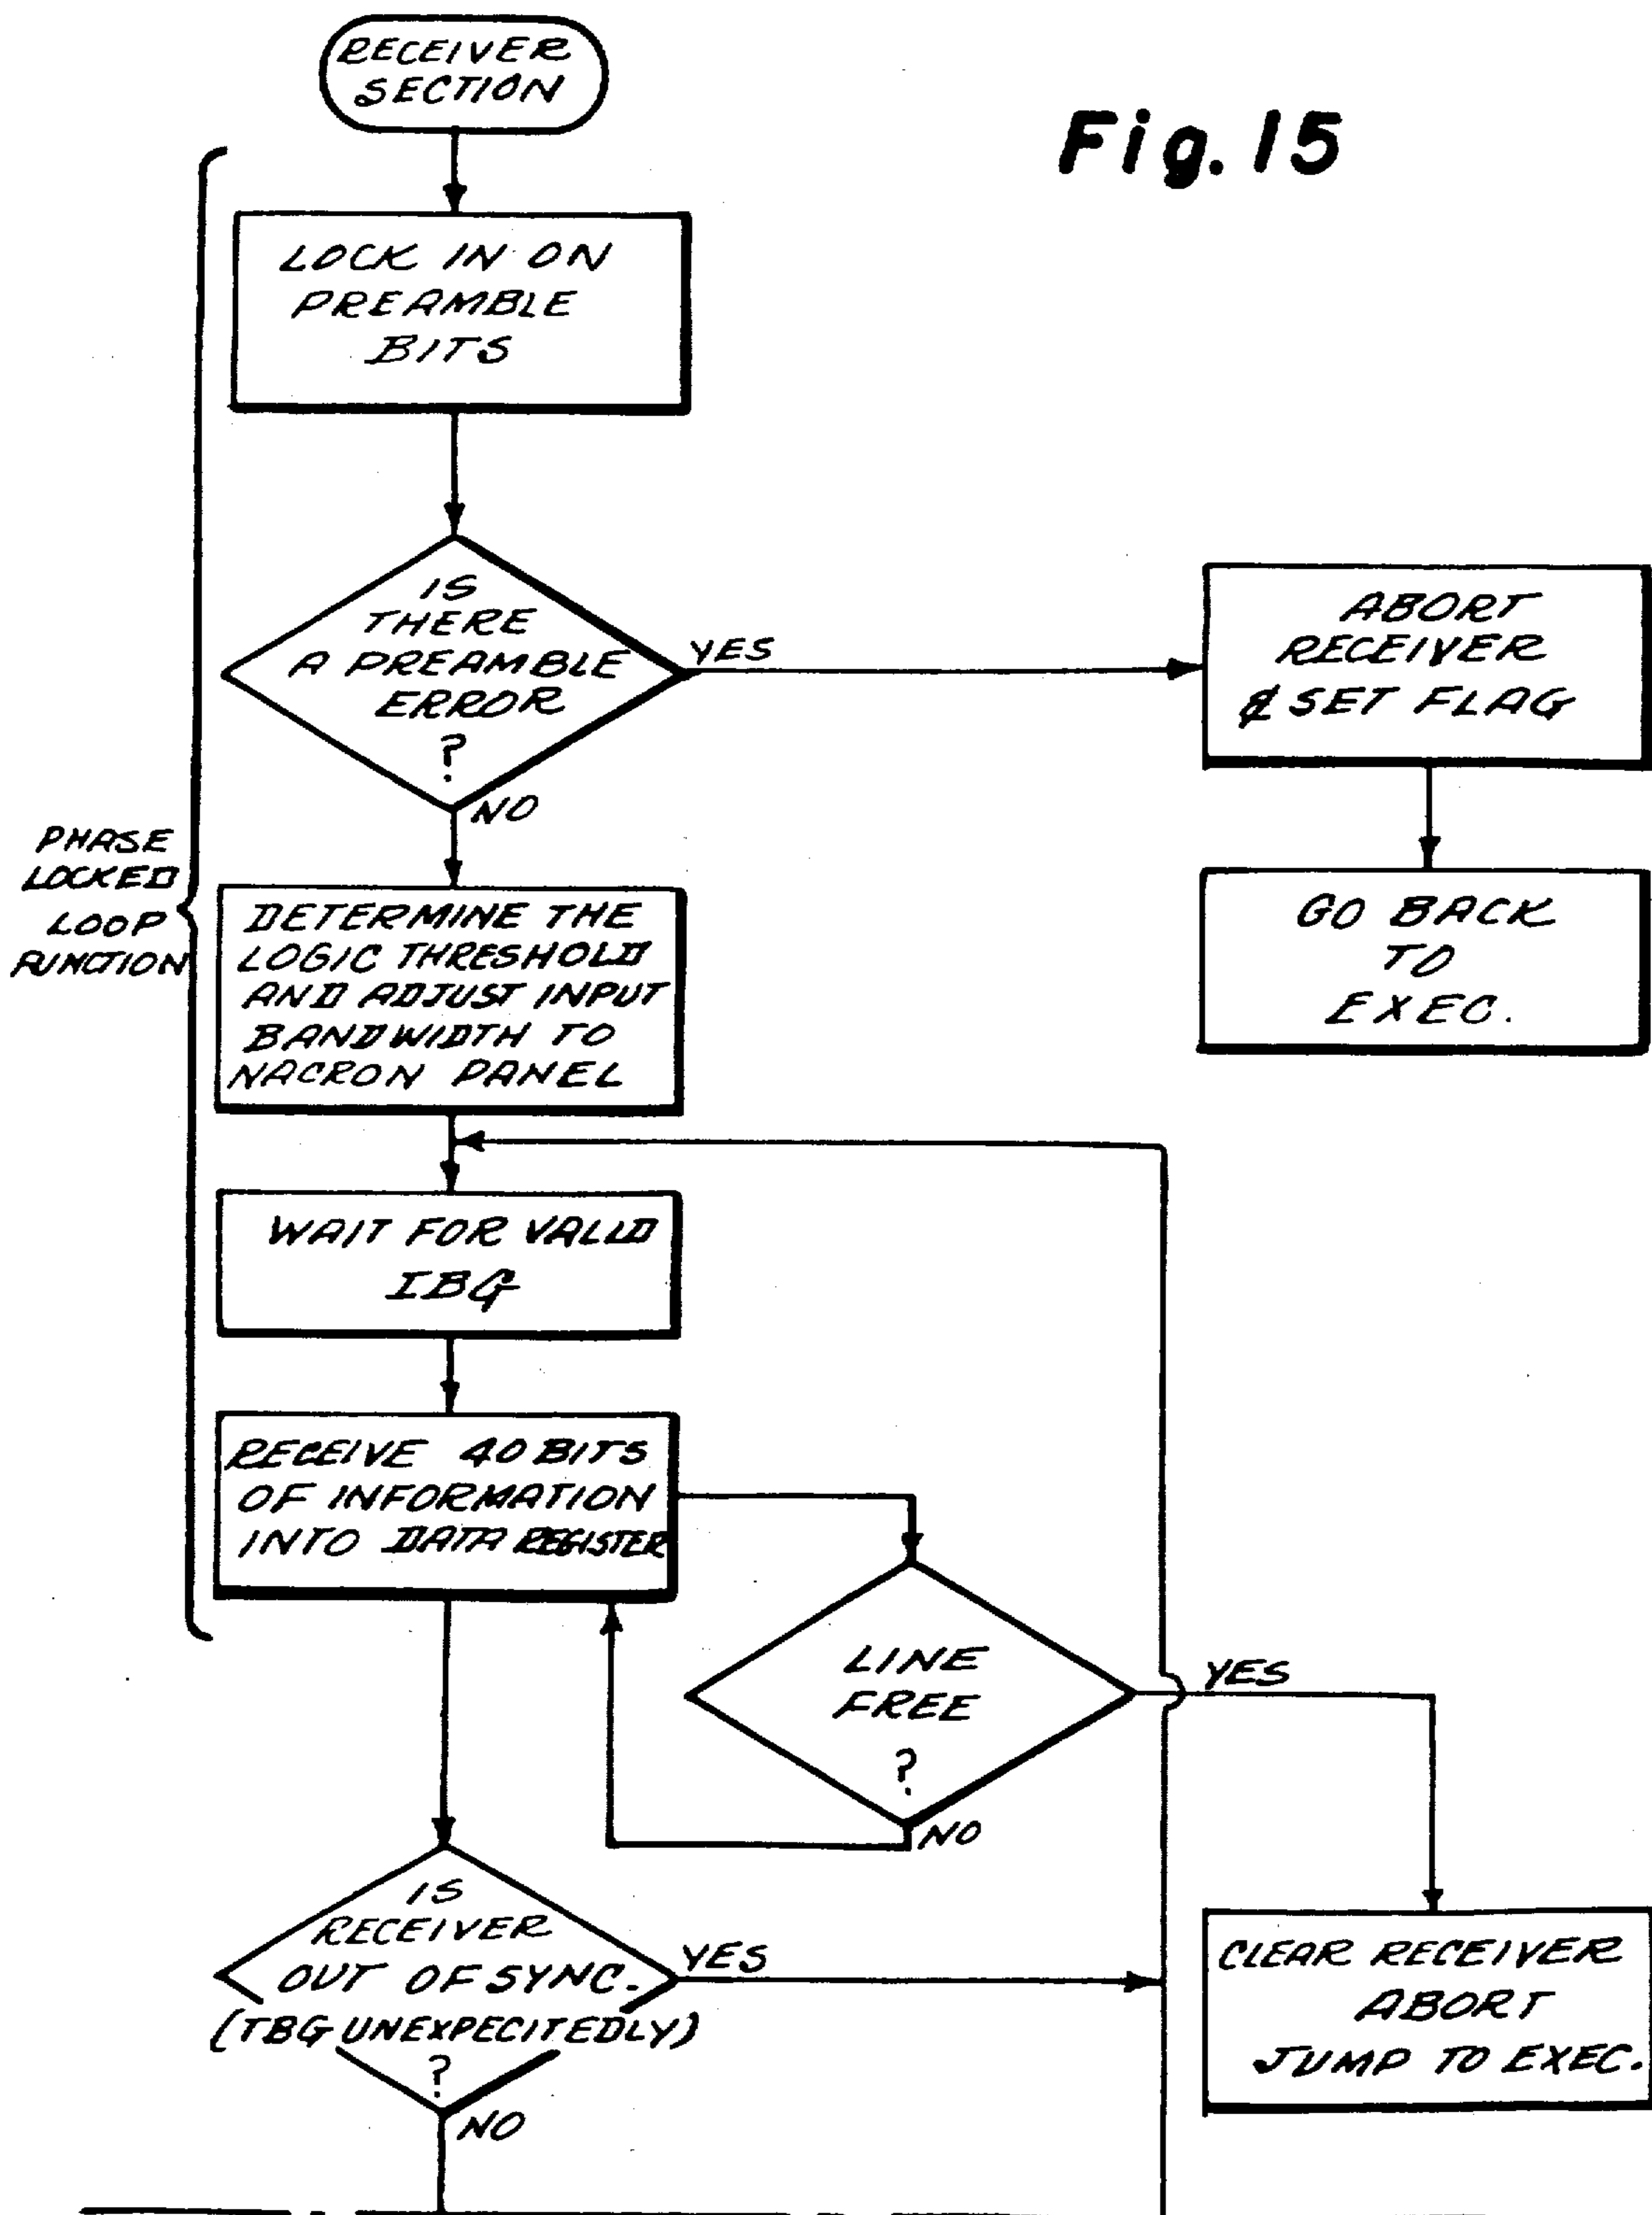 RECEIVER
SECTION
Fig. 15
LOCK IN ON
PREAMBLE
BITS
IS
THERE
A PREAMBLE
ERROR
?
YES
NO
ABORT
RECEIVER
& SET FLAG
GO BACK
TO
EXEC.
PHASE
LOCKED
LOOP
FUNCTION
DETERMINE THE
LOGIC THRESHOLD
AND ADJUST INPUT
BANDWIDTH TO
NACRON PANEL
WAIT FOR VALID
IBG
RECEIVE 40 BITS
OF INFORMATION
INTO DATA REGISTER
LINE
FREE
?
YES
NO
IS
RECEIVER
OUT OF SYNC.
(TBG UNEXPECITEDLY)
?
YES
NO
CLEAR RECEIVER
ABORT
JUMP TO EXEC.